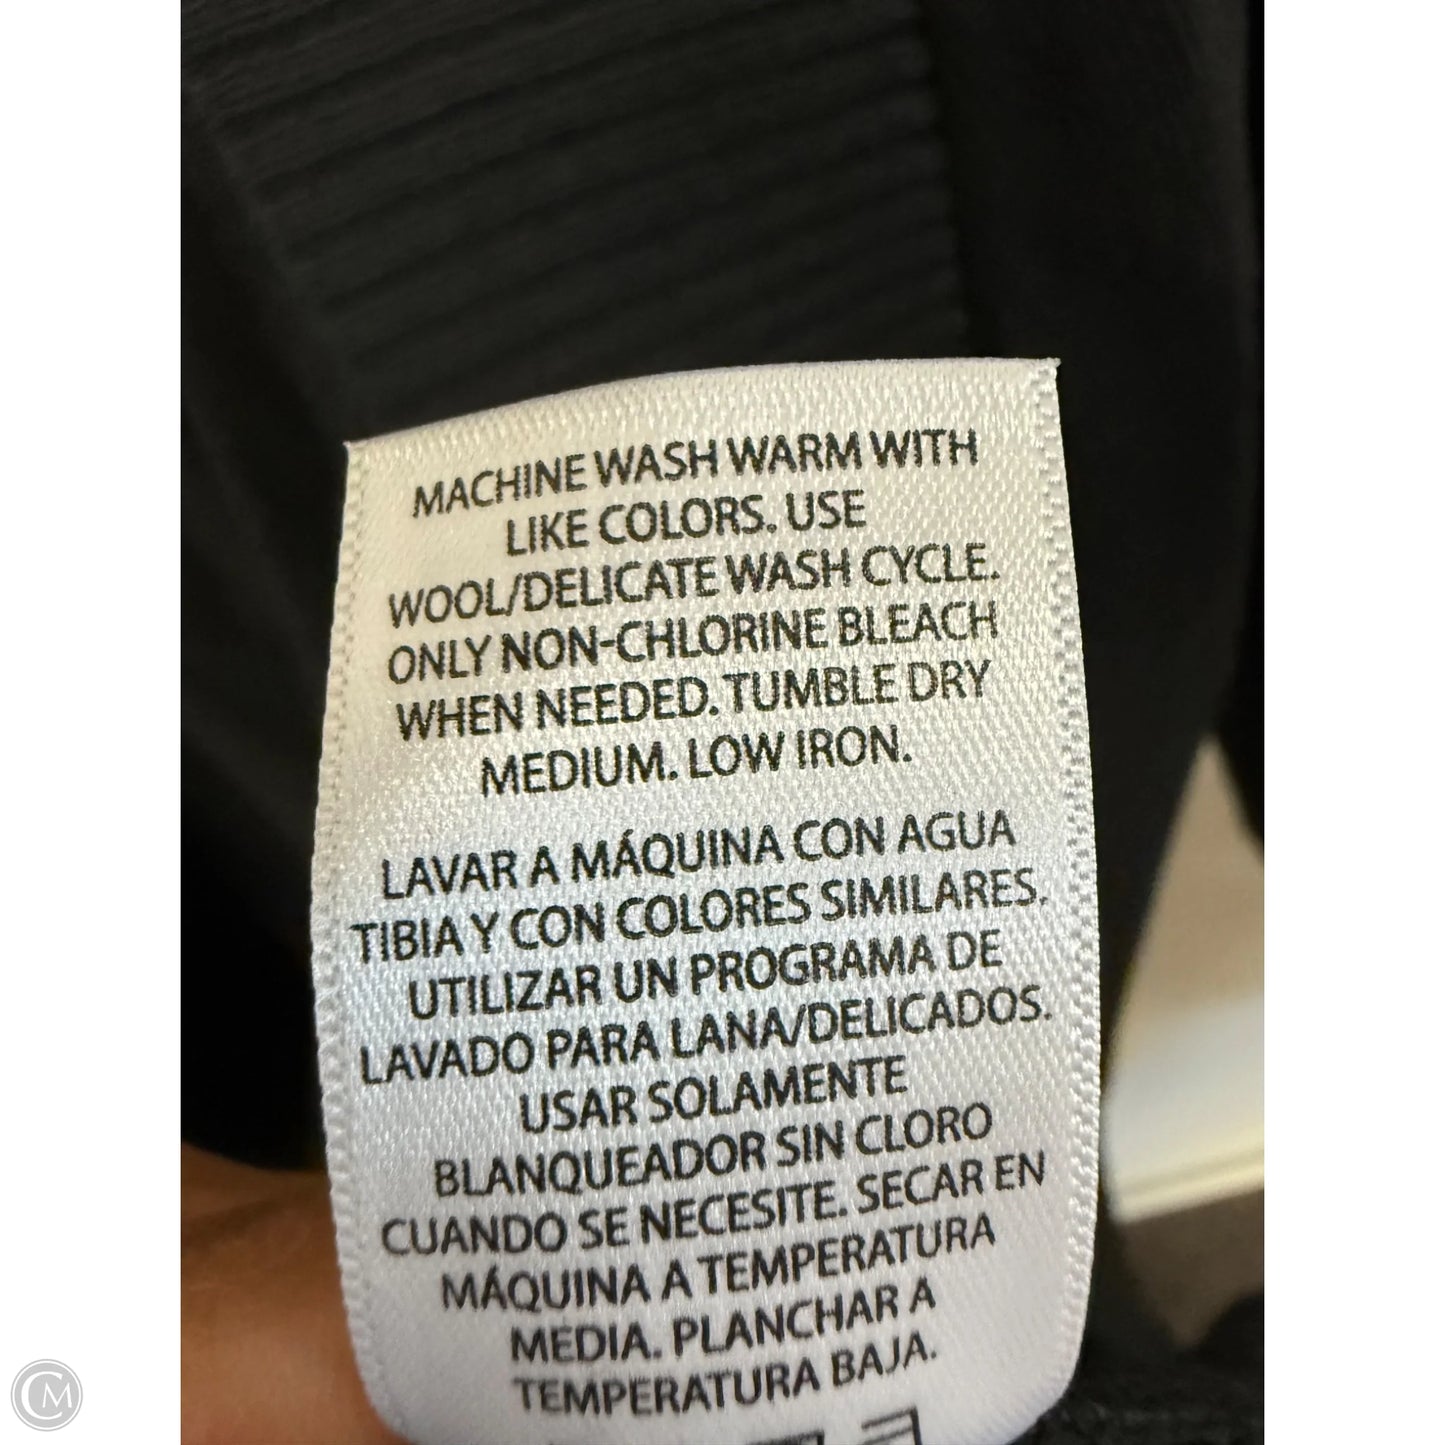 MACHINE WASH WARM WITH
LIKE COLORS. USE
WOOL/DELICATE WASH CYCLE.
ONLY NON-CHLORINE BLEACH
WHEN NEEDED. TUMBLE DRY
MEDIUM. LOW IRON.
LAVAR A MÁQUINA CON AGUA
TIBIA Y CON COLORES SIMILARES.
UTILIZAR UN PROGRAMA DE
LAVADO PARA LANA/DELICADOS.
USAR SOLAMENTE
BLANQUEADOR SIN CLORO
CUANDO SE NECESITE. SECAR EN
MÁQUINA A TEMPERATURA
MEDIA. PLANCHAR A
TEMPERATURA BAJA.
CM